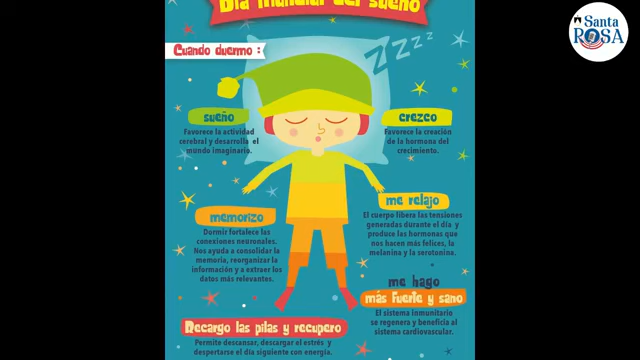 Día mundial del sueño
Santa
ROSA
Cuando duermo :
zzzzz
sueño
Favorece la actividad
cerebral y desarrulla el
mundo imaginario.
crezco
Favorece la creación
de la hormona del
crecimiento.
memorizo
Dormir fortalece las
conexiones neuronales.
Nos ayuda a consolidar la
memoria, reorganizar la
información y a extraer los
datos más relevantes.
me relajo
El cuerpo libera las tensiones
generadas durante el día y
produce las hormonas que
nos hacen más felices, la
melanina y la serotonina.
me hago
más fuerte y sano
El sistema inmunitario
se regenera y beneficia al
sistema cardiovascular.
Recargo las pilas y recupero
Permite descansar, descargar el estrés y
despertarse el día siguiente con energía.